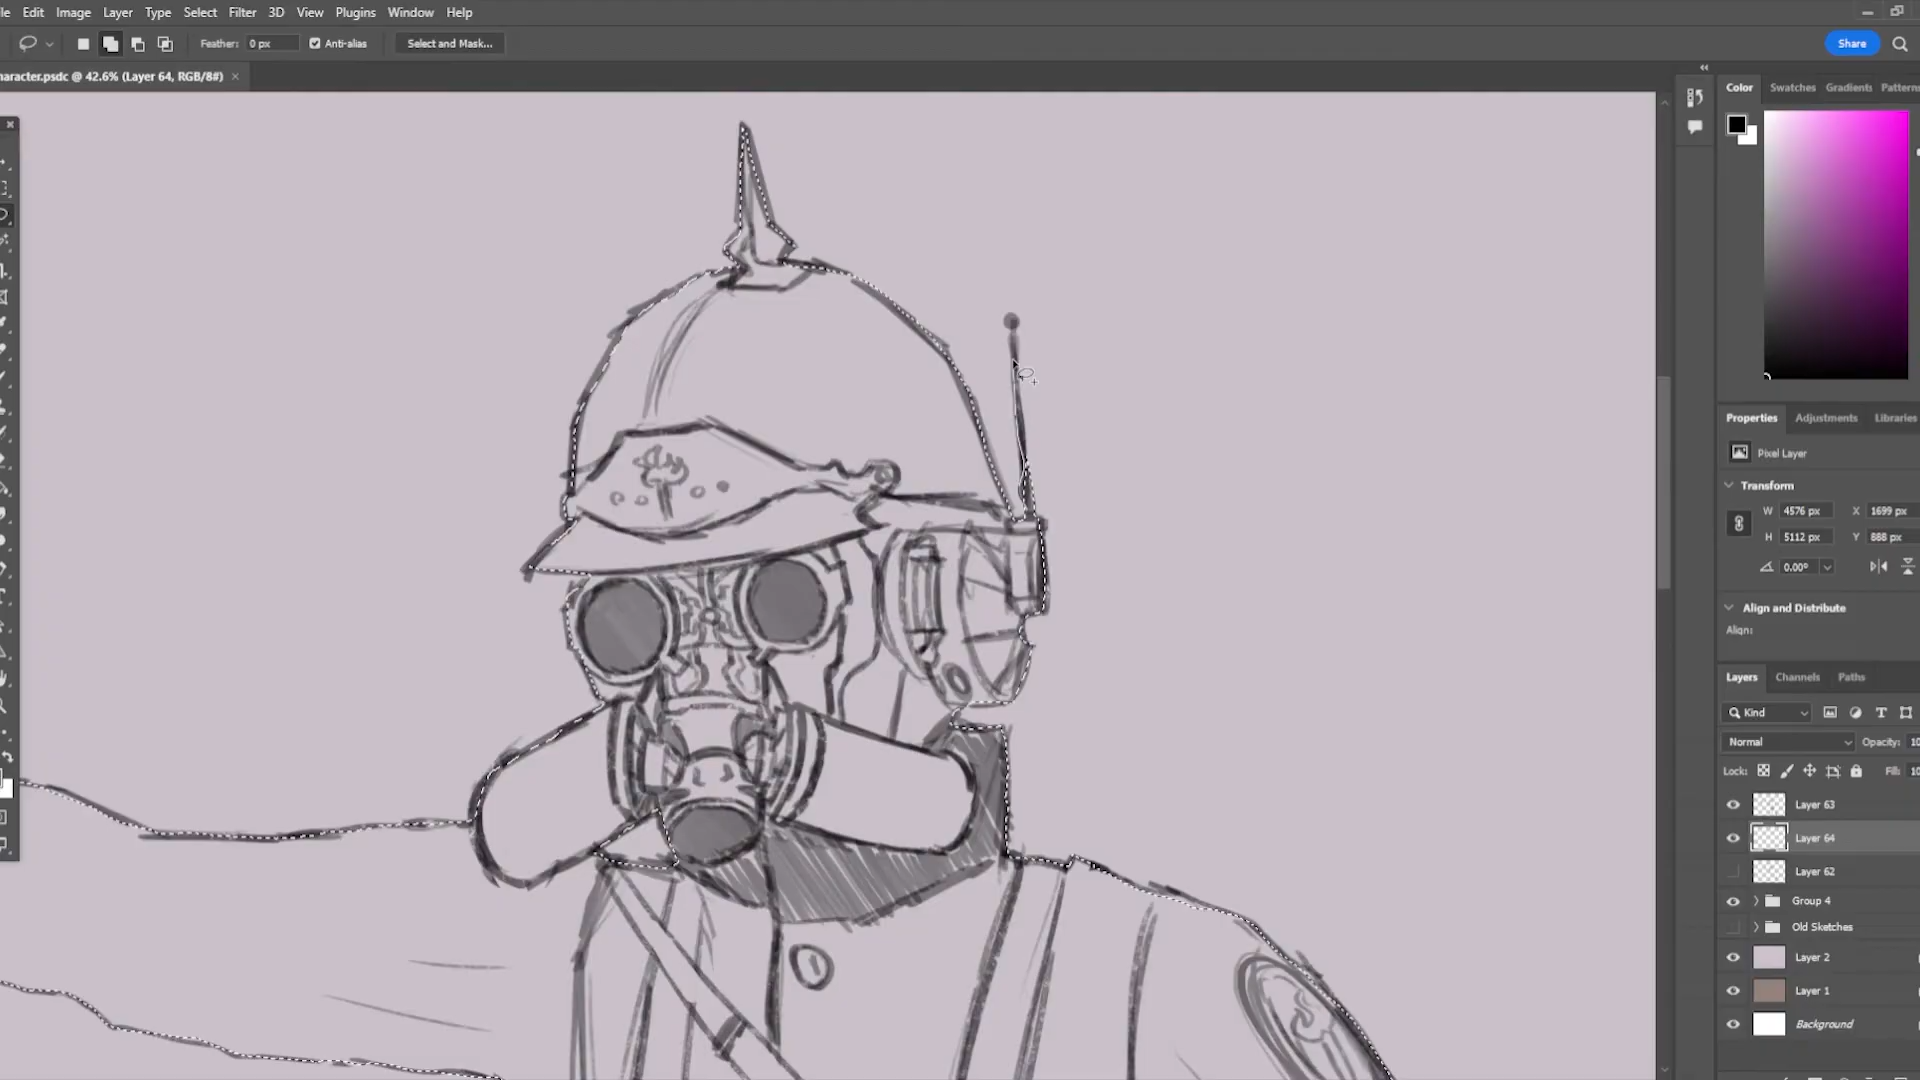 le Edit Image Layer Type Select Filter 3D View Plugins Window Help
Feather: 0 px Anti-alias Select and Mask... Share
haracter.psdc @ 42.6% (Layer 64, RGB/8#) ×
Color Swatches Gradients Patterns
Properties Adjustments Libraries
Pixel Layer
Transform
W 4576 px X 1699 px
H 5112 px Y 888 px
0.00°
Align and Distribute
Align:
Layers Channels Paths
Kind
Normal Opacity: 10
Lock: Fill: 10
Layer 63
Layer 64
Layer 62
Group 4
Old Sketches
Layer 2
Layer 1
Background